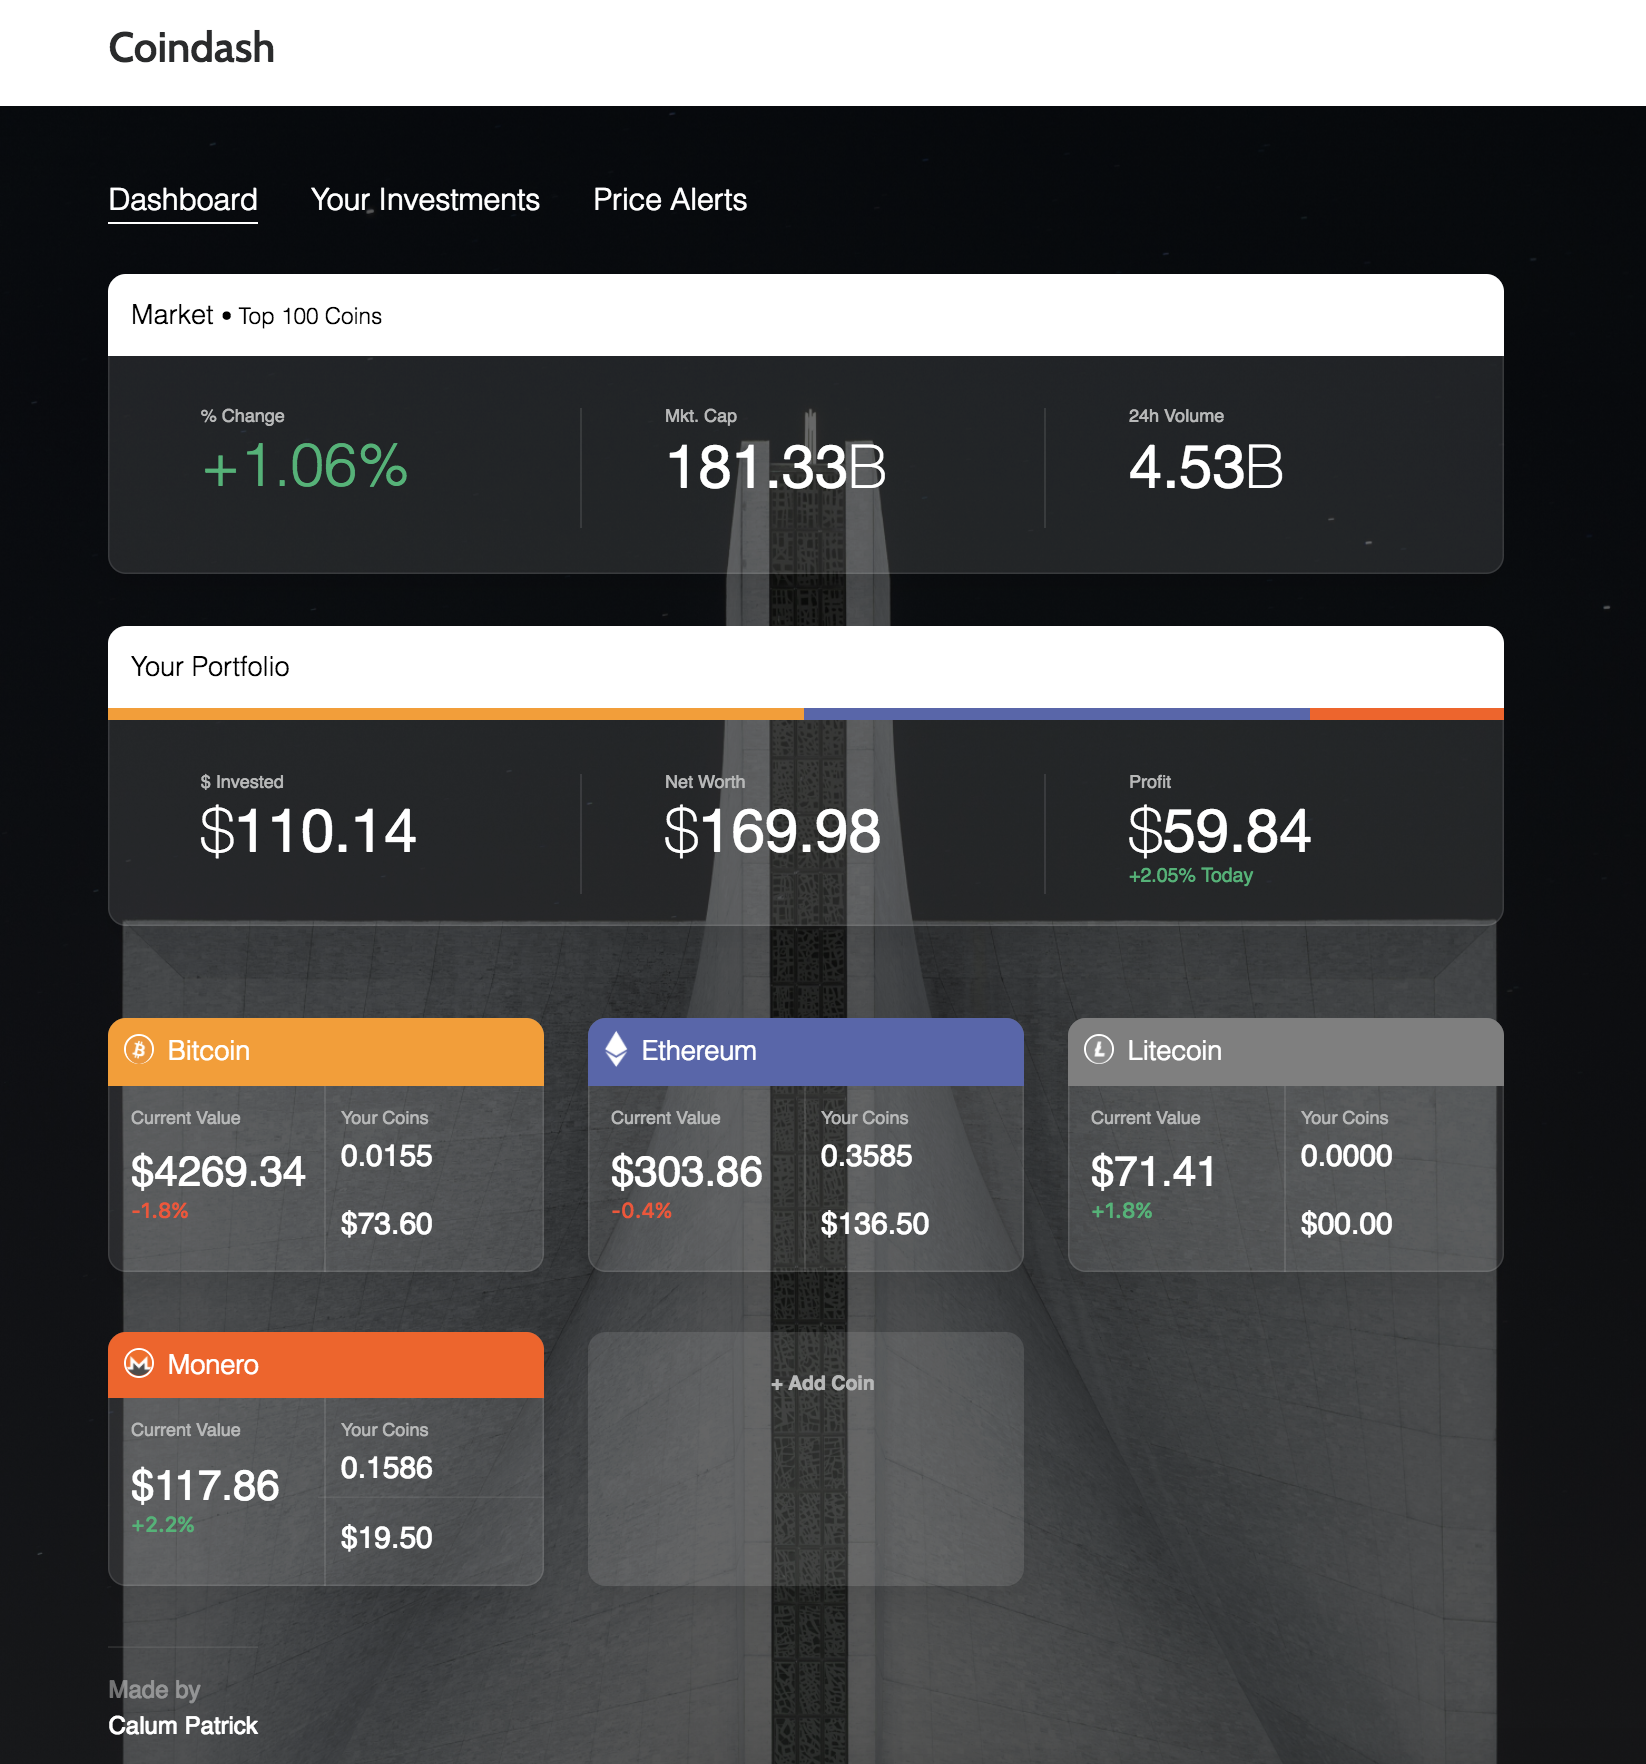 Coindash
Dashboard Your Investments Price Alerts
Market • Top 100 Coins
% Change Mkt. Cap 24h Volume
+1.06% 181.33B 4.53B
Your Portfolio
$ Invested Net Worth Profit
$110.14 $169.98 $59.84
+2.05% Today
Bitcoin Ethereum Litecoin
Current Value Your Coins Current Value Your Coins Current Value Your Coins
$4269.34 0.0155 $303.86 0.3585 $71.41 0.0000
-1.8% $73.60 -0.4% $136.50 +1.8% $00.00
Monero
+ Add Coin
Current Value Your Coins
$117.86 0.1586
+2.2% $19.50
Made by
Calum Patrick